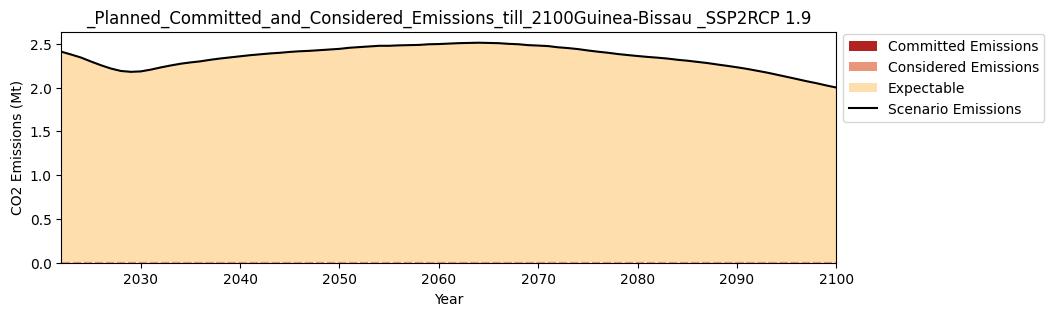 _Planned_Committed_and_Considered_Emissions_till_2100Guinea-Bissau _SSP2RCP 1.9
CO2 Emissions (Mt)
2.5
2.0
1.5
1.0
0.5
0.0
2030 2040 2050 2060 2070 2080 2090 2100
Year
Committed Emissions
Considered Emissions
Expectable
Scenario Emissions